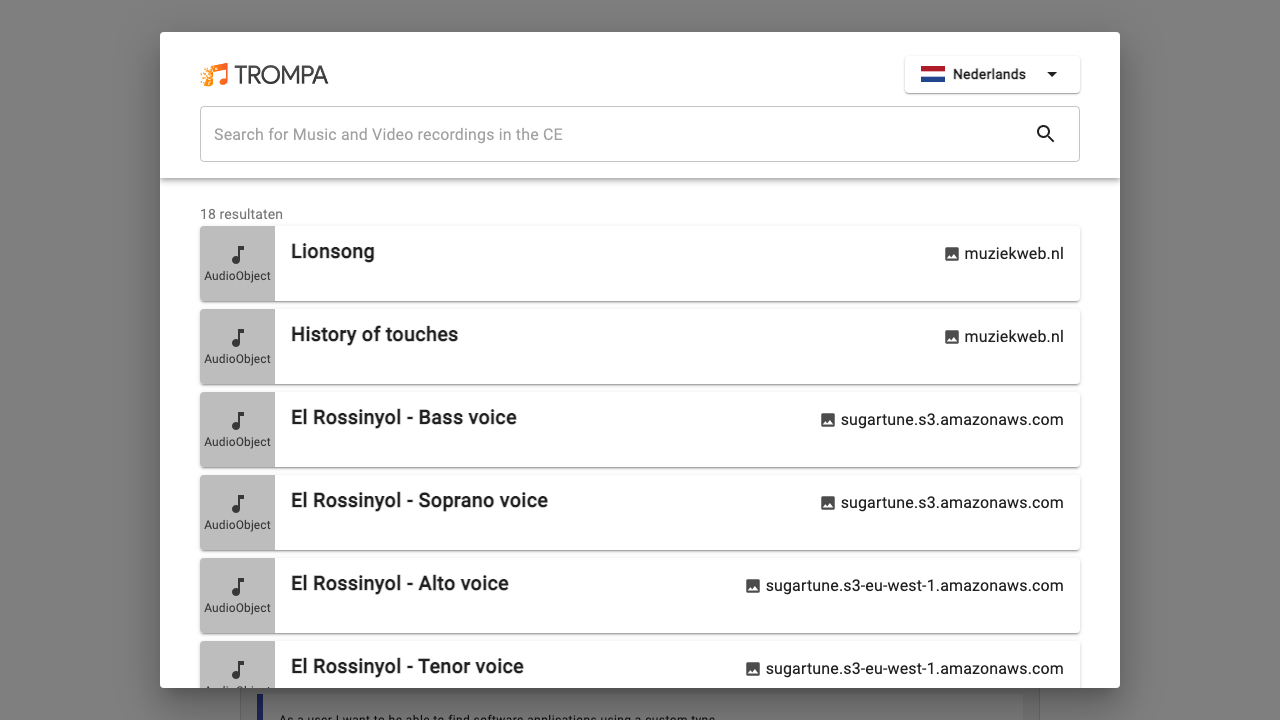 TROMPA
Nederlands
Search for Music and Video recordings in the CE
18 resultaten
AudioObject
Lionsong
muziekweb.nl
AudioObject
History of touches
muziekweb.nl
AudioObject
El Rossinyol - Bass voice
sugartune.s3.amazonaws.com
AudioObject
El Rossinyol - Soprano voice
sugartune.s3.amazonaws.com
AudioObject
El Rossinyol - Alto voice
sugartune.s3-eu-west-1.amazonaws.com
El Rossinyol - Tenor voice
sugartune.s3-eu-west-1.amazonaws.com
As a user I want to be able to find software applications using a custom type